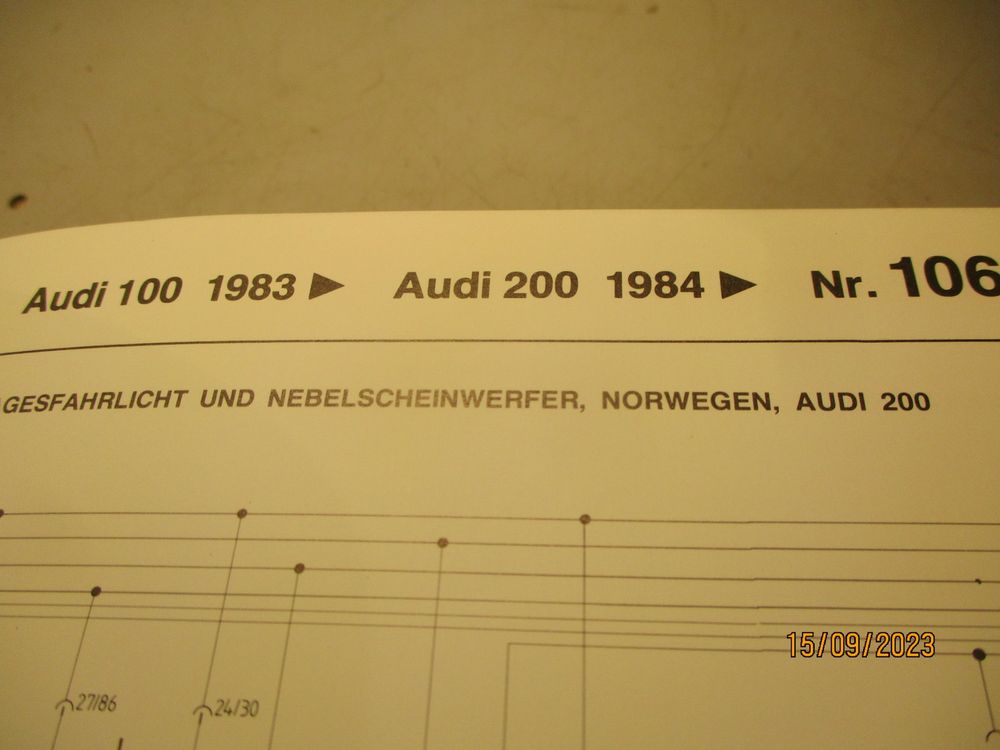 Audi 100 1983 ▶ Audi 200 1984 ▶ Nr. 106
GESFAHRLICHT UND NEBELSCHEINWERFER, NORWEGEN, AUDI 200
15/09/2023
27/86
24/30